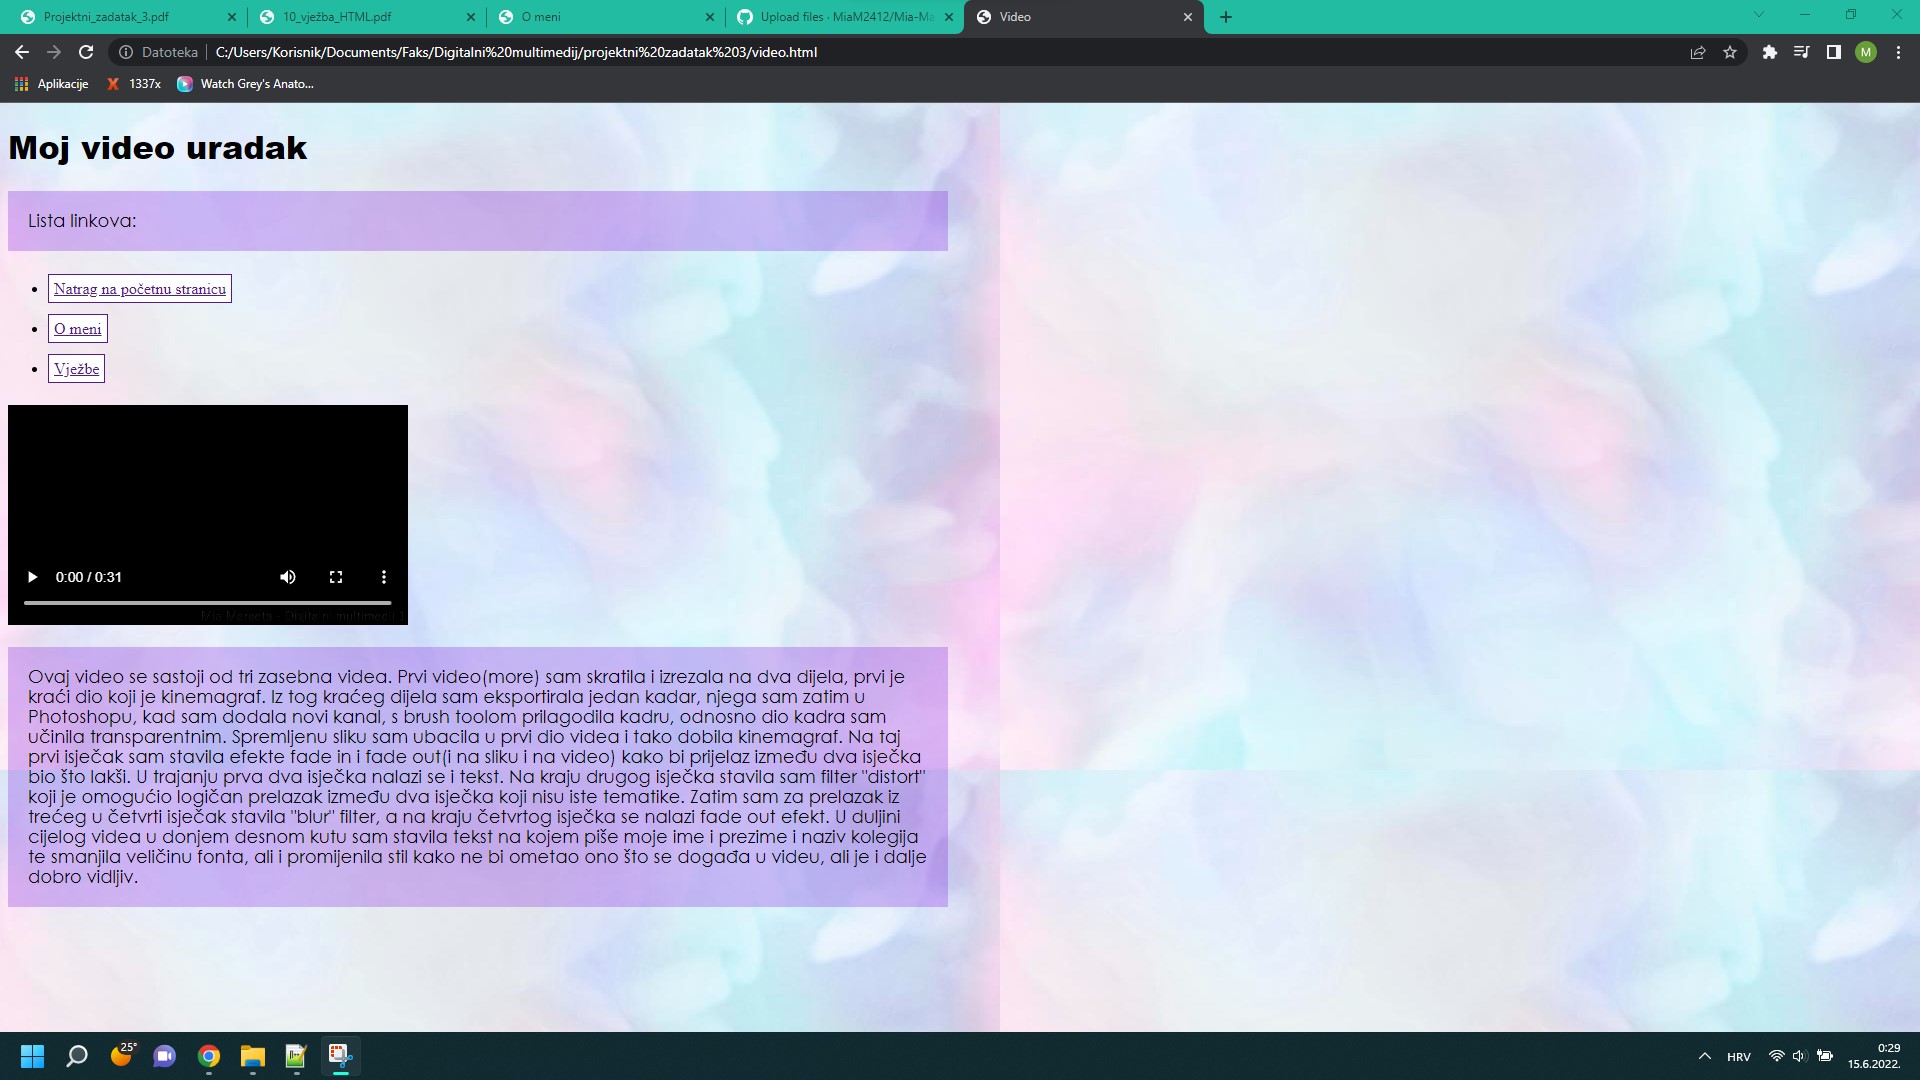 Projektni_zadatak_3.pdf
10_vježba_HTML.pdf
O meni
Upload files · MiaM2412/Mia-Ma
Video
Datoteka
C:/Users/Korisnik/Documents/Faks/Digitalni%20multimedij/projektni%20zadatak%203/video.html
M
Aplikacije
1337x
Watch Grey's Anato...
Moj video uradak
Lista linkova:
Natrag na početnu stranicu
O meni
Vježbe
0:00 / 0:31
Ovaj video se sastoji od tri zasebna videa. Prvi video(more) sam skratila i izrezala na dva dijela, prvi je
kraći dio koji je kinemagraf. Iz tog kraćeg dijela sam eksportirala jedan kadar, njega sam zatim u
Photoshopu, kad sam dodala novi kanal, s brush toolom prilagodila kadru, odnosno dio kadra sam
učinila transparentnim. Spremljenu sliku sam ubacila u prvi dio videa i tako dobila kinemagraf. Na taj
prvi isječak sam stavila efekte fade in i fade out(i na sliku i na video) kako bi prijelaz između dva isječka
bio što lakši. U trajanju prva dva isječka nalazi se i tekst. Na kraju drugog isječka stavila sam filter "distort"
koji je omogućio logičan prelazak između dva isječka koji nisu iste tematike. Zatim sam za prelazak iz
trećeg u četvrti isječak stavila "blur" filter, a na kraju četvrtog isječka se nalazi fade out efekt. U duljini
cijelog videa u donjem desnom kutu sam stavila tekst na kojem piše moje ime i prezime i naziv kolegija
te smanjila veličinu fonta, ali i promijenila stil kako ne bi ometao ono što se događa u videu, ali je i dalje
dobro vidljiv.
25°
HRV
0:29
15.6.2022.